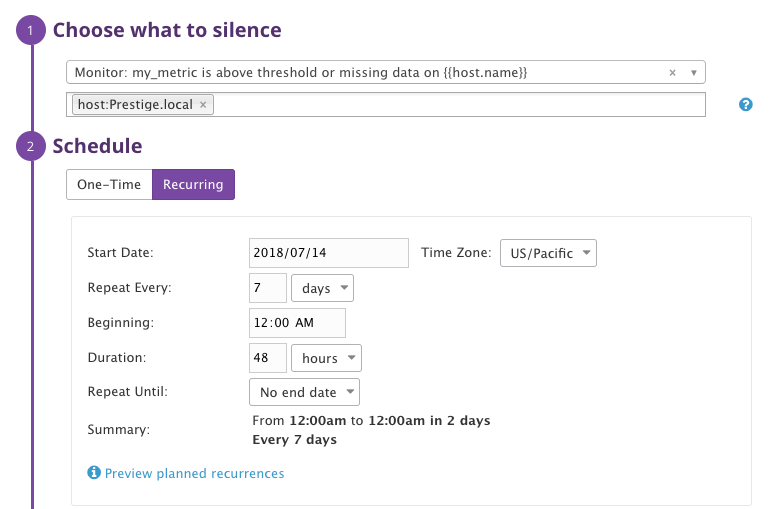 1 Choose what to silence
Monitor: my_metric is above threshold or missing data on {{host.name}} × ▼
host:Prestige.local × ?
2 Schedule
One-Time Recurring
Start Date: 2018/07/14 Time Zone: US/Pacific
Repeat Every: 7 days
Beginning: 12:00 AM
Duration: 48 hours
Repeat Until: No end date
Summary: From 12:00am to 12:00am in 2 days
Every 7 days
i Preview planned recurrences